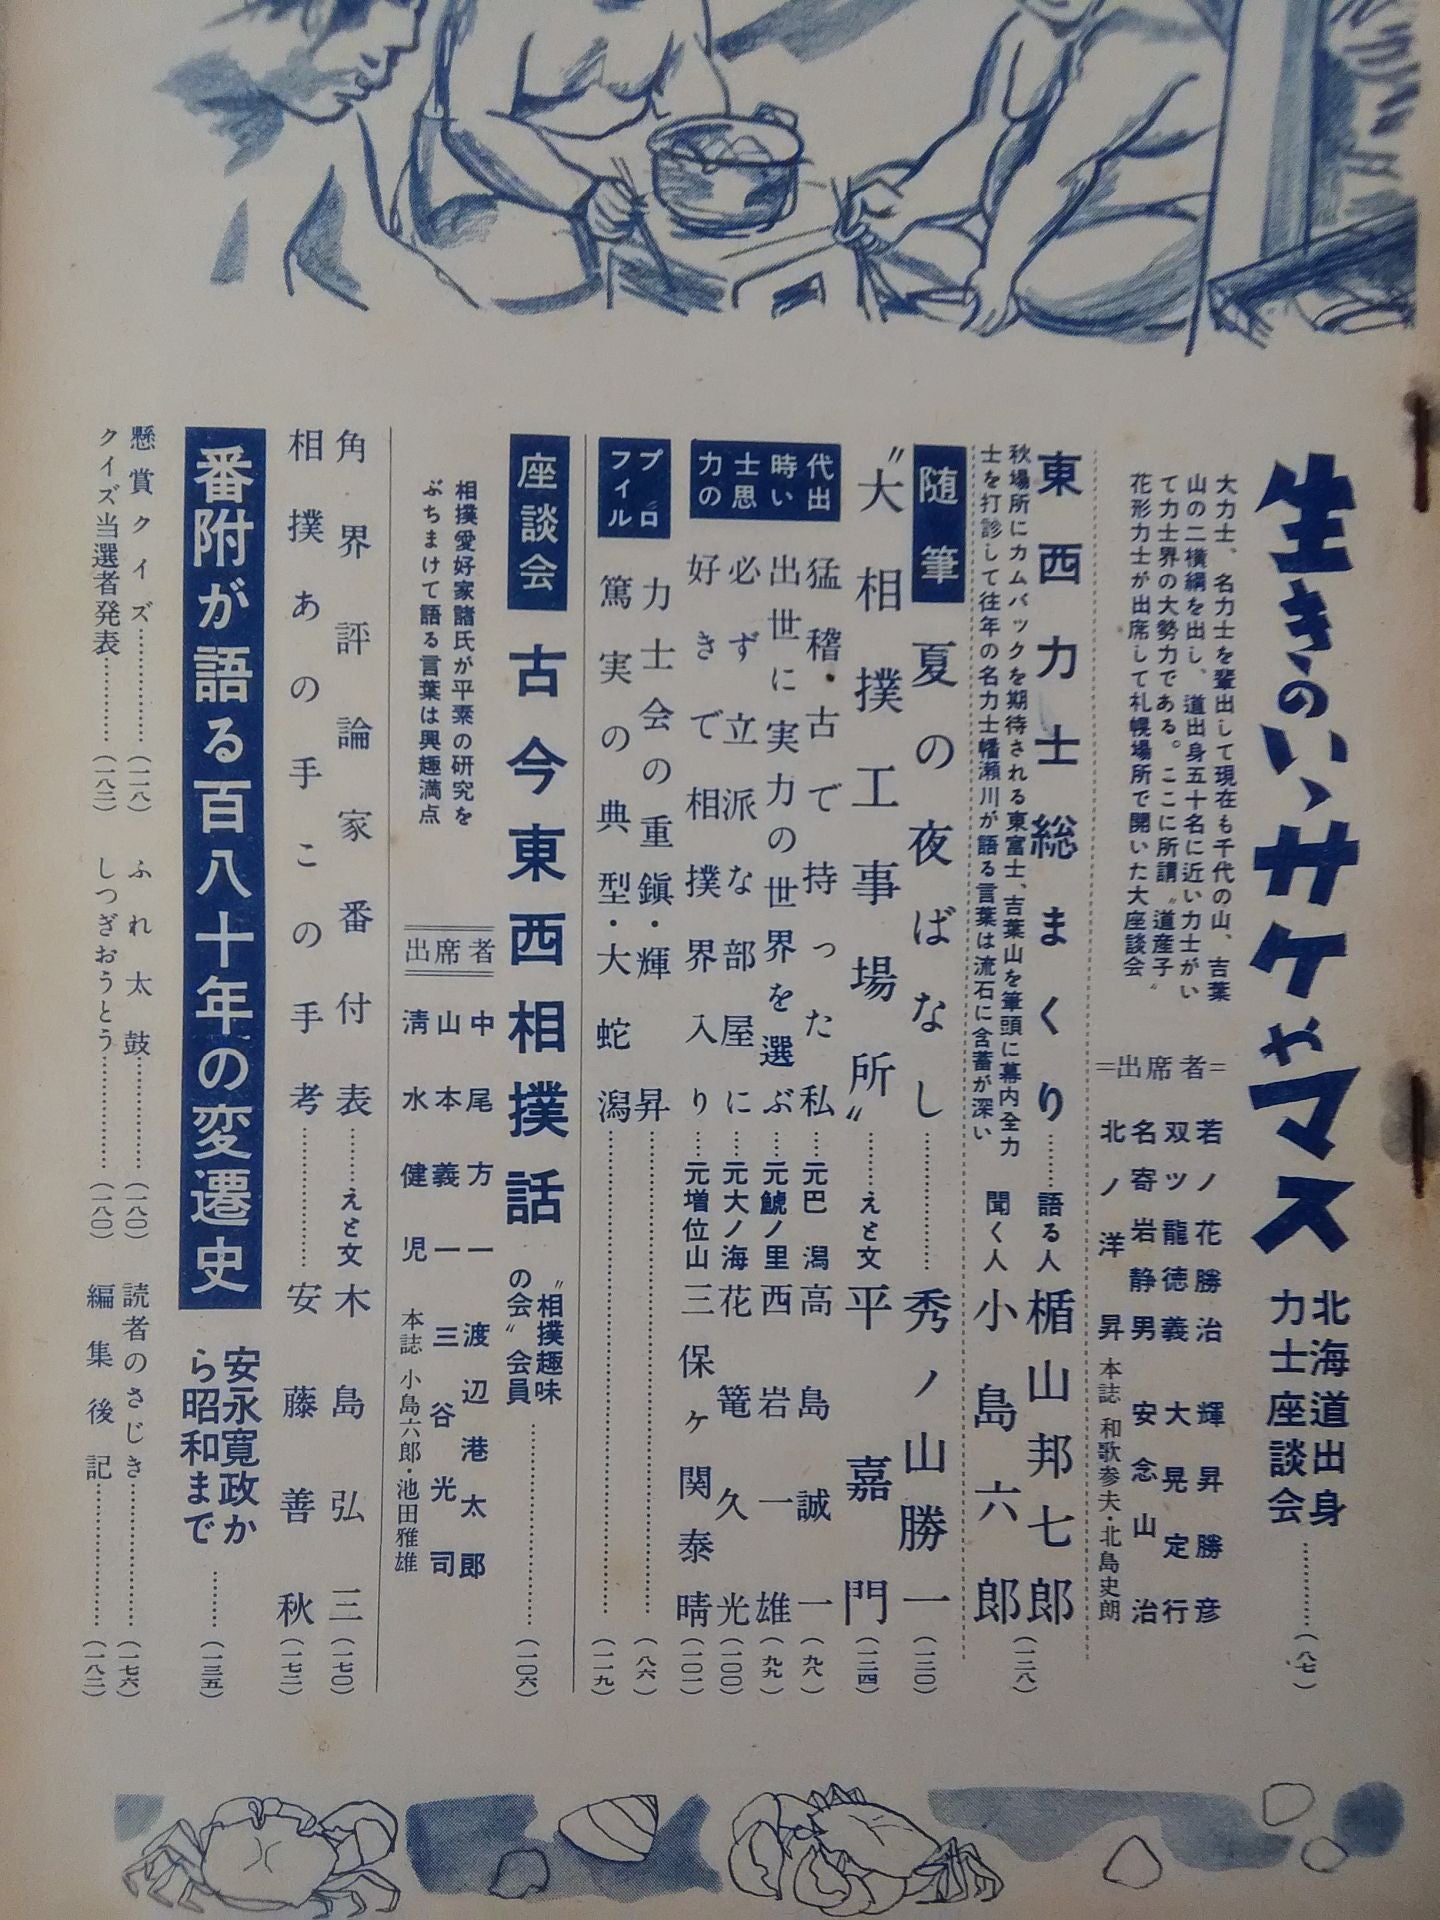 生きのいゝサケやマス
北海道出身
力士座談会…………(八七)
大力士、名力士を輩出して現在も千代の山、吉葉
山の二横綱を出し、道出身五十名に近い力士がい
て力士界の大勢力である。ここに所謂〝道産子〟
花形力士が出席して札幌場所で開いた大座談会
=出席者=
若ノ花勝治 輝昇勝彦
双ツ龍徳義 大晃定行
名寄岩静男 安念山治
北ノ洋昇 本誌 和歌参夫・北島史朗
東西力士総まくり………語る人 楯山邦七郎
聞く人 小島六郎(一二八)
秋場所にカムバックを期待される東富士、吉葉山を筆頭に幕内全力
士を打診して往年の名力士幡瀬川が語る言葉は流石に含蓄が深い
随筆
夏の夜ばなし…………秀ノ山勝一(一二〇)
〝大相撲工事場所〟………えと文 平嘉門(一二四)
出世力士の思い時代
猛稽古で持った私…元巴潟 高島誠一(九八)
出世に実力の世界を選ぶ…元鯱ノ里 西岩一雄(九九)
必ず立派な部屋に…元大ノ海 花籠久光(一〇〇)
好きで相撲界入り…元増位山 三保ヶ関泰晴(一〇一)
プロフィル
力士会の重鎮・輝昇…………(八六)
篤実の典型・大蛇潟…………(一一九)
座談会
古今東西相撲話
〝相撲趣味
の会〟会員…………(一〇六)
相撲愛好家諸氏が平素の研究を
ぶちまけて語る言葉は興趣満点
出席者
中尾方一 渡辺港太郎
山本義一 三谷光司
清水健児 本誌 小島六郎・池田雅雄
角界評論家番付表………えと文 木島弘三(一七〇)
相撲あの手この手考…………安藤善秋(一七二)
番附が語る百八十年の変遷史
安永寛政か
ら昭和まで………(一三五)
懸賞クイズ…………(一一八)
クイズ当選者発表…………(一八二)
ふれ太鼓…………(一八〇)
しつぎおうとう…………(一八〇)
読者のさじき…………(一七六)
編集後記…………(一八二)